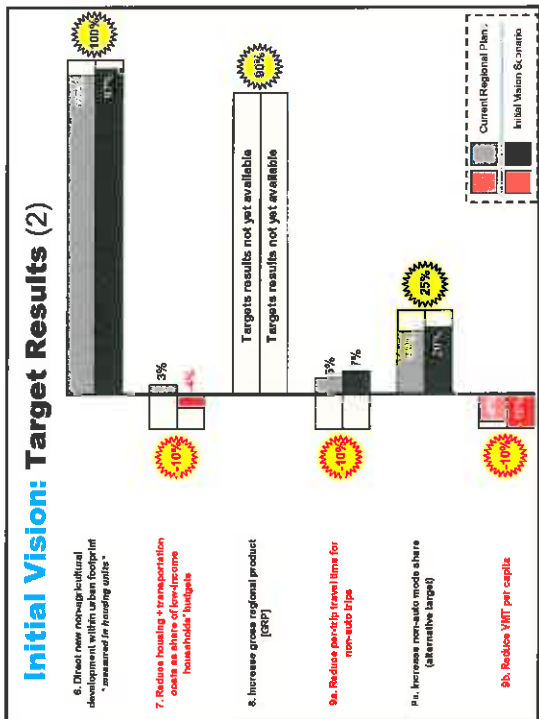 Initial Vision: Target Results (2)
6. Direct new non-agricultural
development within urban footprint
* measured in housing units *
100%
7. Reduce housing + transportation
costs as share of low-income
households' budgets
-10%
3%
-4%
8. Increase gross regional product
[GRP]
Targets results not yet available
Targets results not yet available
90%
9a. Reduce per-trip travel time for
non-auto trips
-10%
7%
9a. Increase non-auto mode share
(alternative target)
20%
25%
9b. Reduce VMT per capita
-10%
Current Regional Plans
Initial Vision Scenario